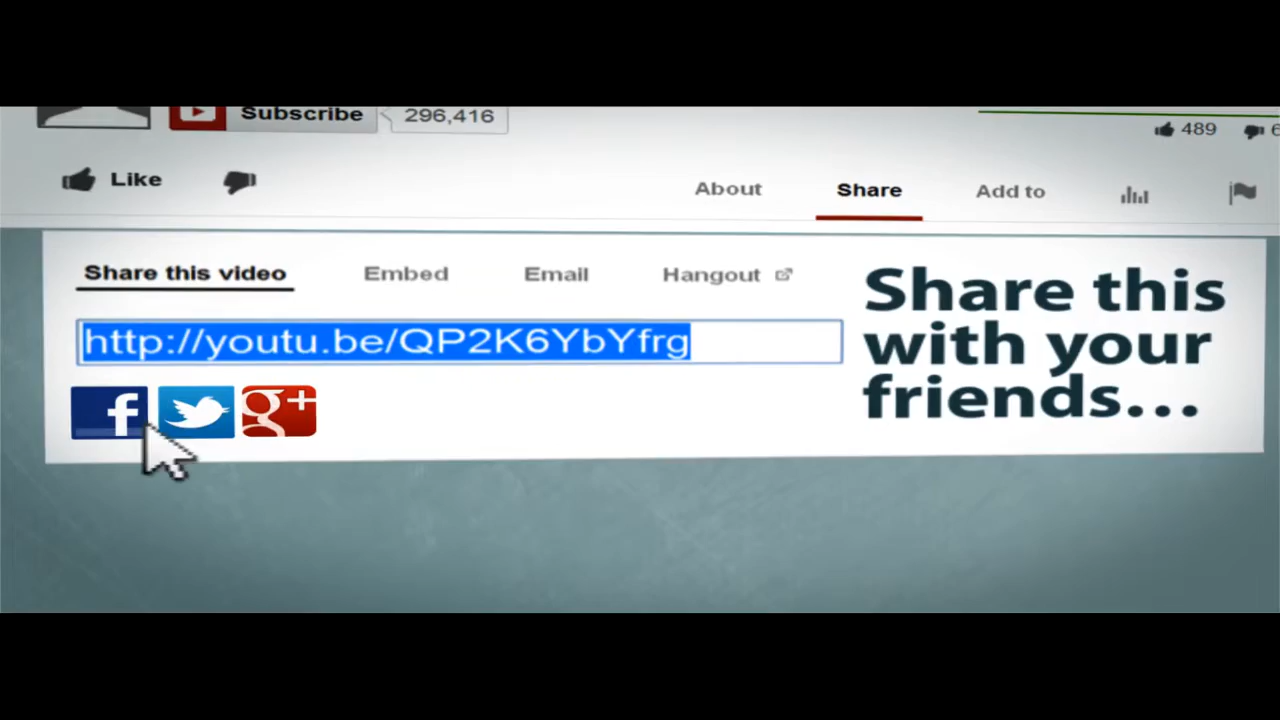 Subscribe 296,416
489
Like
About Share Add to
Share this video Embed Email Hangout
http://youtu.be/QP2K6YbYfrg
f g+
Share this
with your
friends...